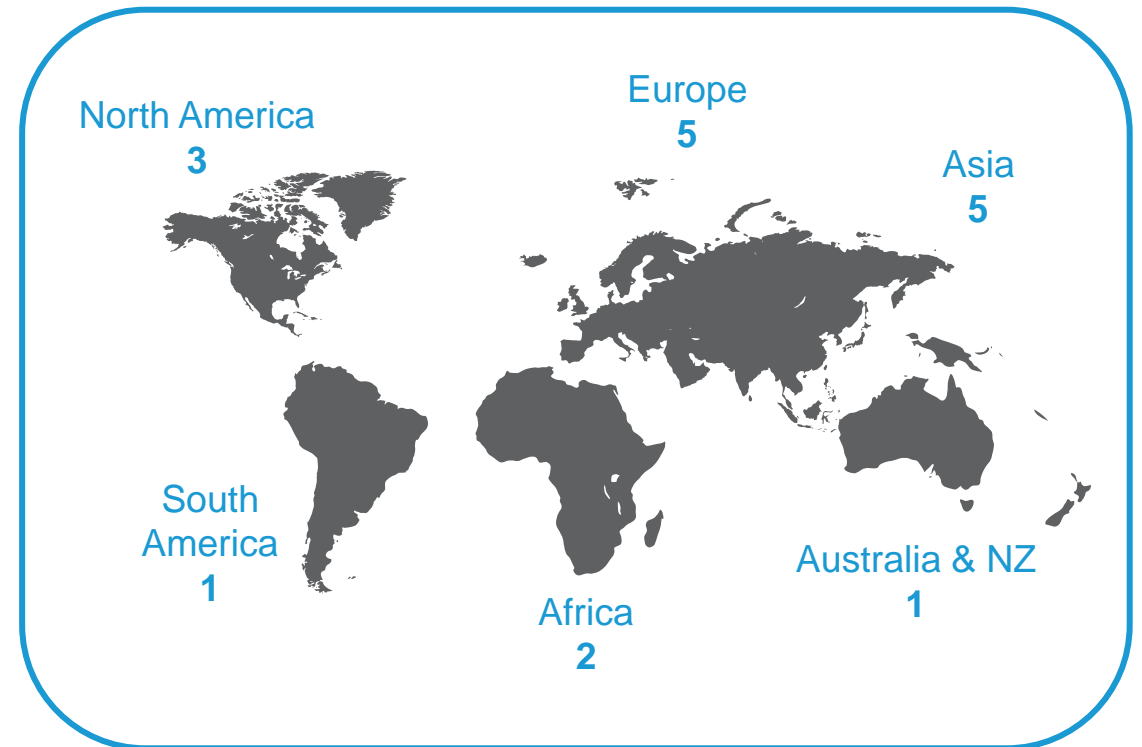 North America
3
Europe
5
Asia
5
South
America
1
Africa
2
Australia & NZ
1